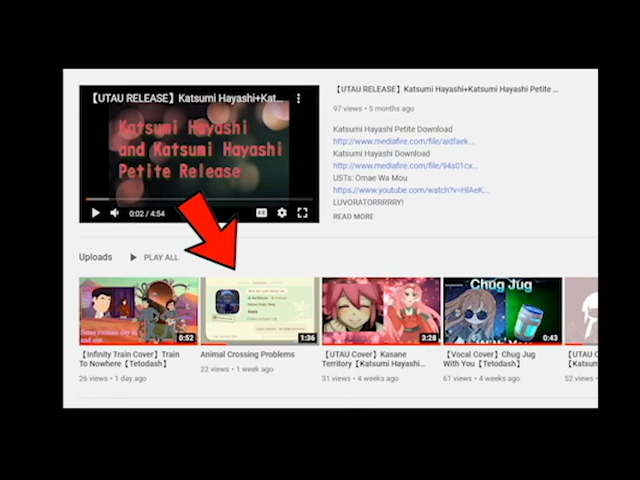 【UTAU RELEASE】Katsumi Hayashi+Kat...
Katsumi Hayashi
and Katsumi Hayashi
Petite Release
0:02 / 4:54
【UTAU RELEASE】Katsumi Hayashi+Katsumi Hayashi Petite ...
97 views • 5 months ago
Katsumi Hayashi Petite Download
http://www.mediafire.com/file/aidfaek...
Katsumi Hayashi Download
http://www.mediafire.com/file/94s01cx...
USTs: Omae Wa Mou
https://www.youtube.com/watch?v=HlAeK...
LUVORATORRRRRY!
READ MORE
Uploads
PLAY ALL
0:52
【Infinity Train Cover】Train
To Nowhere【Tetodash】
26 views • 1 day ago
1:36
Animal Crossing Problems
22 views • 1 week ago
3:28
【UTAU Cover】Kasane
Territory【Katsumi Hayashi...
31 views • 4 weeks ago
Chug Jug
With You
0:43
【Vocal Cover】Chug Jug
With You【Tetodash】
61 views • 4 weeks ago
【UTAU C
【Katsum
52 views •